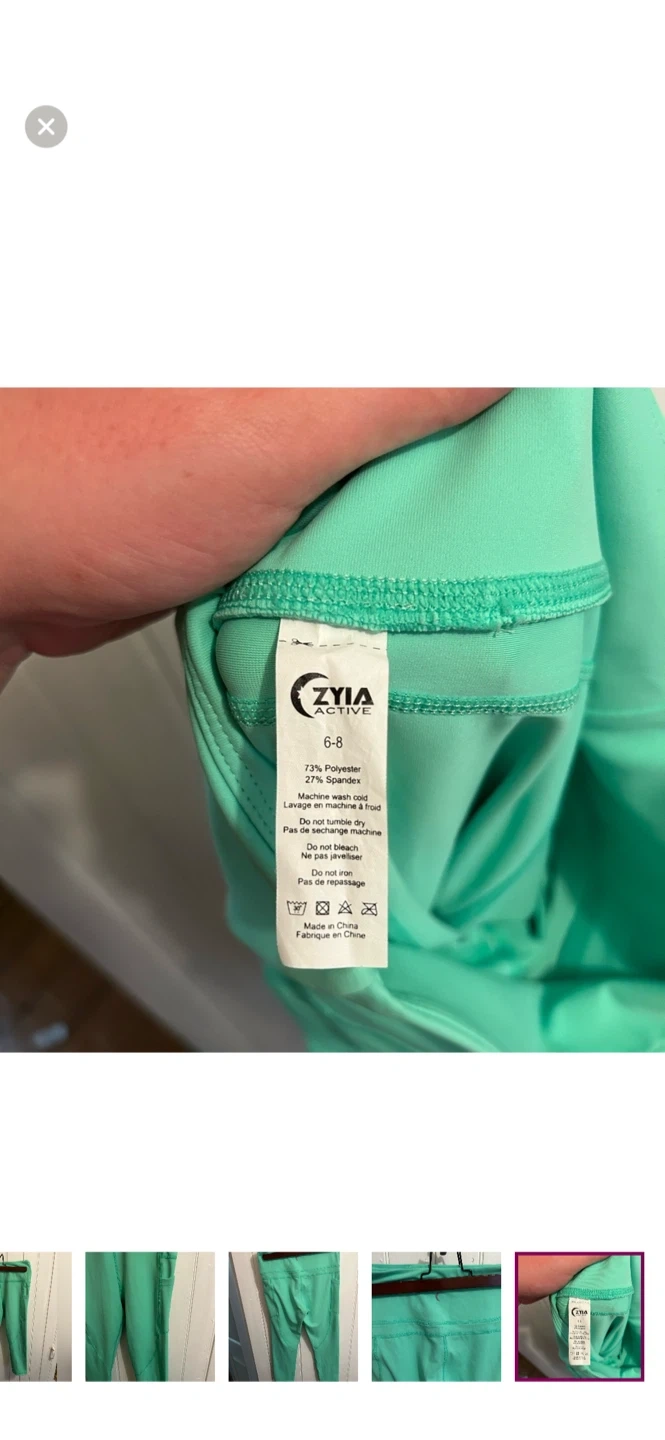 ZYIA
ACTIVE
6-8
73% Polyester
27% Spandex
Machine wash cold
Lavage en machine à froid
Do not tumble dry
Pas de sechange machine
Do not bleach
Ne pas javelliser
Do not iron
Pas de repassage
Made in China
Fabrique en Chine